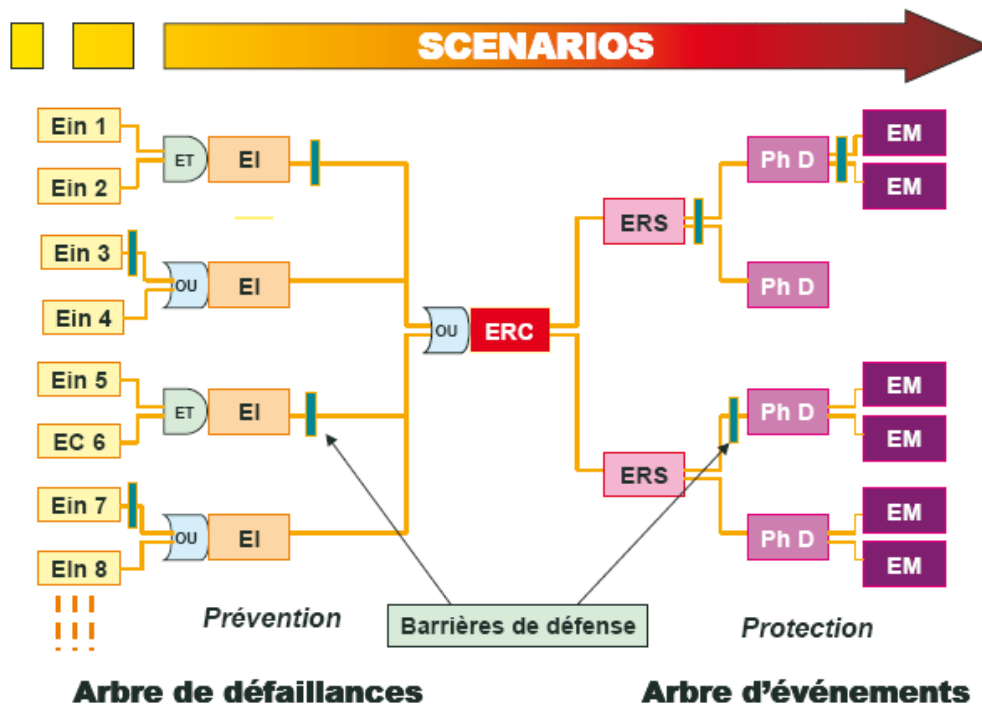 SCENARIOS
Ein 1
Ein 2
ET
EI
Ein 3
Ein 4
OU
EI
Ein 5
EC 6
ET
EI
Ein 7
EIn 8
OU
EI
OU
ERC
ERS
ERS
Ph D
Ph D
Ph D
Ph D
EM
EM
EM
EM
EM
EM
Prévention
Barrières de défense
Protection
Arbre de défaillances
Arbre d'événements